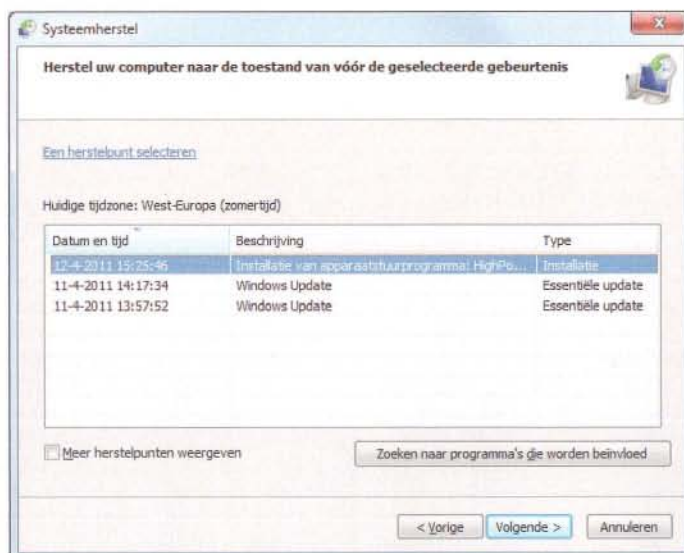 Systeemherstel
Herstel uw computer naar de toestand van vóór de geselecteerde gebeurtenis
Een herstelpunt selecteren
Huidige tijdzone: West-Europa (zomertijd)
Datum en tijd Beschrijving Type
12-4-2011 15:25:46 Installatie van apparaatstuurprogramma: HighPo... Installatie
11-4-2011 14:17:34 Windows Update Essentiële update
11-4-2011 13:57:52 Windows Update Essentiële update
Meer herstelpunten weergeven
Zoeken naar programma's die worden beïnvloed
< Vorige Volgende > Annuleren